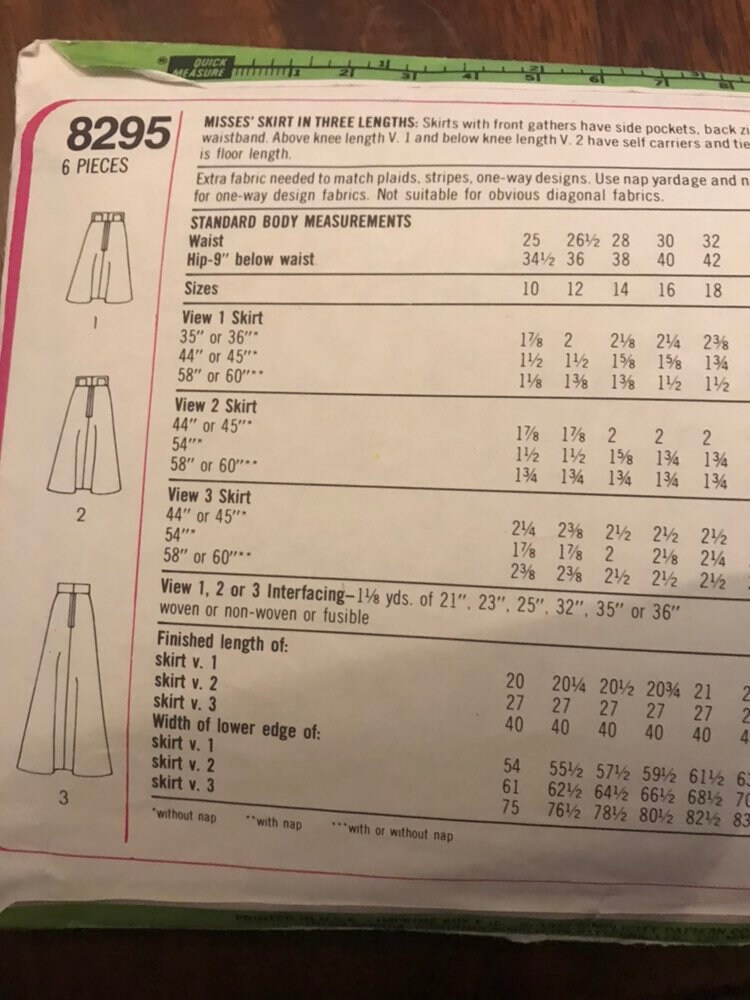 QUICK
MEASURE 1 2 3 4 5 6 7 8
8295
6 PIECES
MISSES' SKIRT IN THREE LENGTHS: Skirts with front gathers have side pockets, back zi
waistband. Above knee length V. 1 and below knee length V. 2 have self carriers and tie
is floor length.
Extra fabric needed to match plaids, stripes, one-way designs. Use nap yardage and n
for one-way design fabrics. Not suitable for obvious diagonal fabrics.
STANDARD BODY MEASUREMENTS
Waist 25 26½ 28 30 32
Hip-9" below waist 34½ 36 38 40 42
Sizes 10 12 14 16 18
View 1 Skirt
35" or 36"* 1⅞ 2 2⅛ 2¼ 2⅜
44" or 45"* 1½ 1½ 1⅝ 1⅝ 1¾
58" or 60"** 1⅛ 1⅜ 1⅜ 1½ 1½
View 2 Skirt
44" or 45"* 1⅞ 1⅞ 2 2 2
54"* 1½ 1½ 1⅝ 1¾ 1¾
58" or 60"** 1¾ 1¾ 1¾ 1¾ 1¾
View 3 Skirt
44" or 45"* 2¼ 2⅜ 2½ 2½ 2½
54"* 1⅞ 1⅞ 2 2⅛ 2¼
58" or 60"** 2⅜ 2⅜ 2½ 2½ 2½
View 1, 2 or 3 Interfacing—1⅛ yds. of 21", 23", 25", 32", 35" or 36"
woven or non-woven or fusible
Finished length of:
skirt v. 1 20 20¼ 20½ 20¾ 21 2
skirt v. 2 27 27 27 27 27 2
skirt v. 3 40 40 40 40 40 4
Width of lower edge of:
skirt v. 1 54 55½ 57½ 59½ 61½ 63
skirt v. 2 61 62½ 64½ 66½ 68½ 70
skirt v. 3 75 76½ 78½ 80½ 82½ 83
*without nap **with nap ***with or without nap
1
2
3